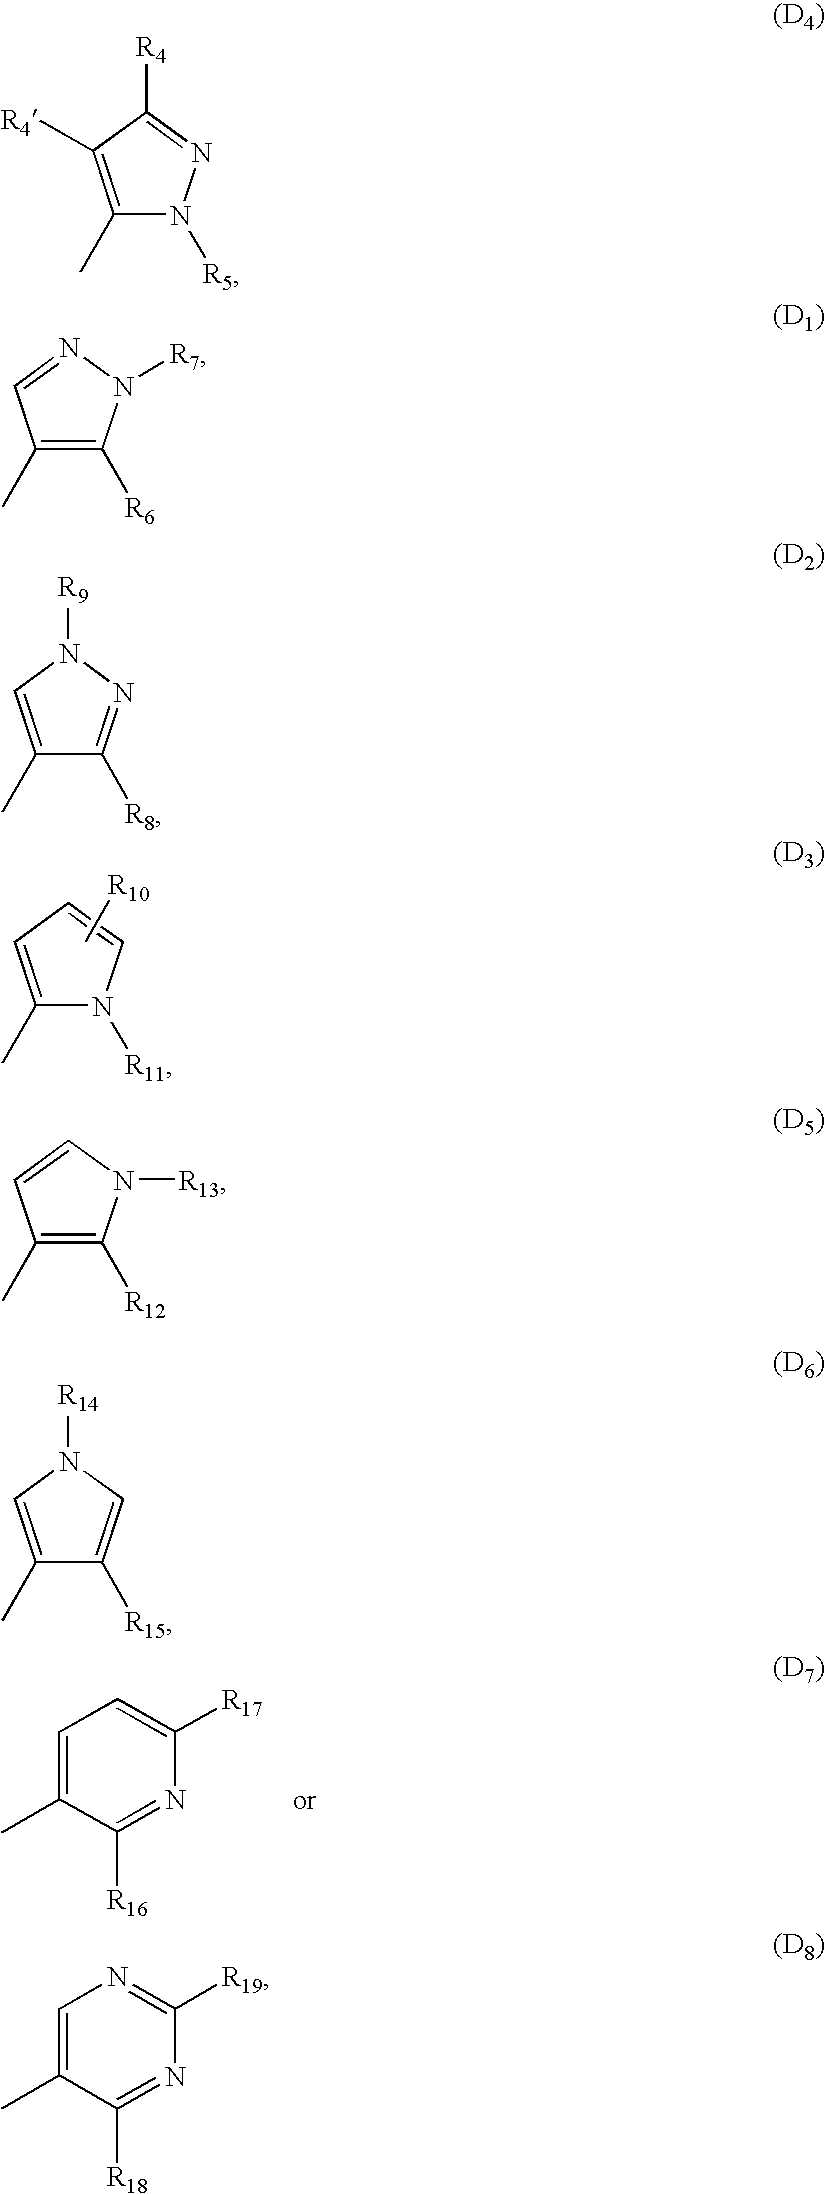 (D₄)
R₄
R₄′
N
N
R₅,
(D₁)
N
R₇,
N
R₆
(D₂)
R₉
N
N
R₈,
(D₃)
R₁₀
N
R₁₁,
(D₅)
N R₁₃,
R₁₂
(D₆)
R₁₄
N
R₁₅,
(D₇)
R₁₇
N or
R₁₆
(D₈)
N R₁₉,
N
R₁₈